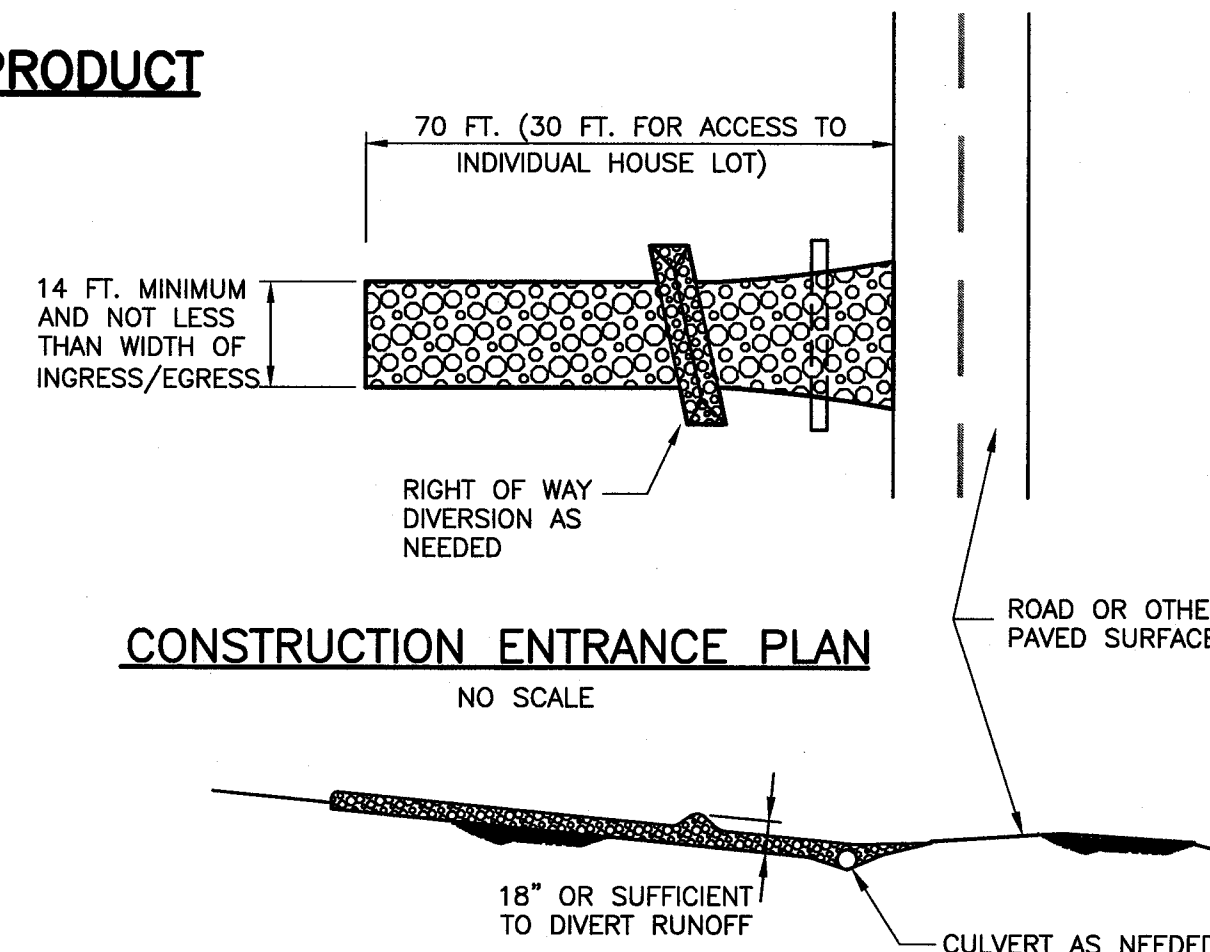 PRODUCT
70 FT. (30 FT. FOR ACCESS TO
INDIVIDUAL HOUSE LOT)
14 FT. MINIMUM
AND NOT LESS
THAN WIDTH OF
INGRESS/EGRESS
RIGHT OF WAY
DIVERSION AS
NEEDED
ROAD OR OTHE
PAVED SURFACE
CONSTRUCTION ENTRANCE PLAN
NO SCALE
18" OR SUFFICIENT
TO DIVERT RUNOFF
CULVERT AS NEEDED